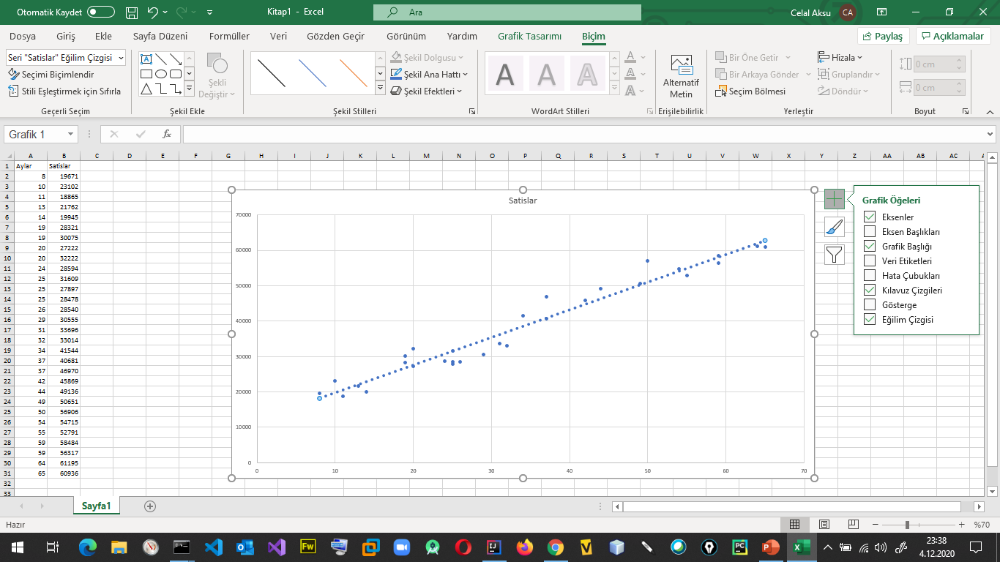 Otomatik Kaydet Kitap1 - Excel Ara Celal Aksu CA
Dosya Giriş Ekle Sayfa Düzeni Formüller Veri Gözden Geçir Görünüm Yardım Grafik Tasarımı Biçim Paylaş Açıklamalar
Seri "Satislar" Eğilim Çizgisi
Seçimi Biçimlendir
Stili Eşleştirmek için Sıfırla
Geçerli Seçim
Şekli
Değiştir
Şekil Ekle
Şekil Dolgusu
Şekil Ana Hattı
Şekil Efektleri
Şekil Stilleri
A A A
WordArt Stilleri
Alternatif
Metin
Erişilebilirlik
Bir Öne Getir
Bir Arkaya Gönder
Seçim Bölmesi
Hizala
Gruplandır
Döndür
Yerleştir
0 cm
0 cm
Boyut
Grafik 1 fx
A B C D E F G H I J K L M N O P Q R S T U V W X Y Z AA AB AC
1 Aylar Satislar
2 8 19671
3 10 23102
4 11 18865
5 13 21762
6 14 19945
7 19 28321
8 19 30075
9 20 27222
10 20 32222
11 24 28594
12 25 31609
13 25 27897
14 25 28478
15 26 28540
16 29 30555
17 31 33696
18 32 33014
19 34 41544
20 37 40681
21 37 46970
22 42 45869
23 44 49136
24 49 50651
25 50 56906
26 54 54715
27 55 52791
28 59 58484
29 59 56317
30 64 61195
31 65 60936
32
33
Satislar
70000
60000
50000
40000
30000
20000
10000
0
0 10 20 30 40 50 60 70
Grafik Öğeleri
Eksenler
Eksen Başlıkları
Grafik Başlığı
Veri Etiketleri
Hata Çubukları
Kılavuz Çizgileri
Gösterge
Eğilim Çizgisi
Sayfa1
Hazır %70
Fw
IJ
PC
23:38
4.12.2020